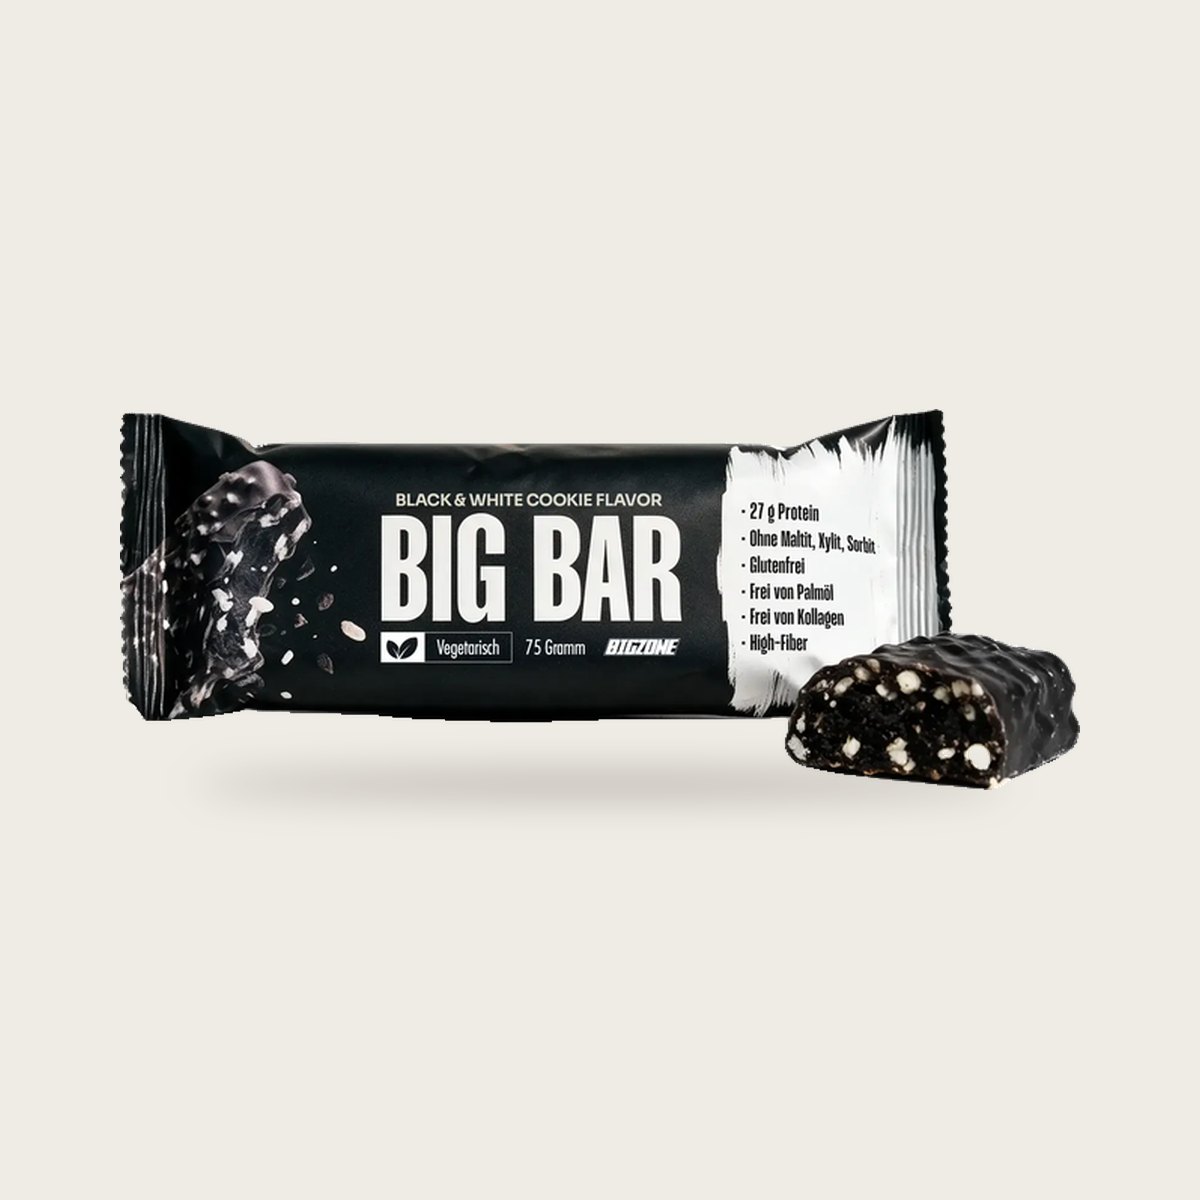 BLACK & WHITE COOKIE FLAVOR
BIG BAR
Vegetarisch 75 Gramm BIGZONE
· 27 g Protein
· Ohne Maltit, Xylit, Sorbit
· Glutenfrei
· Frei von Palmöl
· Frei von Kollagen
· High-Fiber